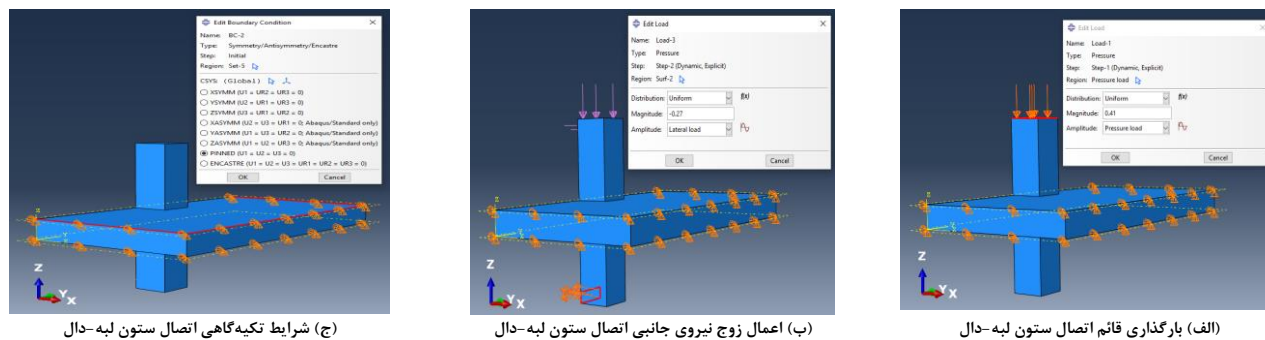 Edit Boundary Condition
Name: BC-2
Type: Symmetry/Antisymmetry/Encastre
Step: Initial
Region: Set-5
CSYS: (Global)
XSYMM (U1 = UR2 = UR3 = 0)
YSYMM (U2 = UR1 = UR3 = 0)
ZSYMM (U3 = UR1 = UR2 = 0)
XASYMM (U2 = U3 = UR1 = 0; Abaqus/Standard only)
YASYMM (U1 = U3 = UR2 = 0; Abaqus/Standard only)
ZASYMM (U1 = U2 = UR3 = 0; Abaqus/Standard only)
PINNED (U1 = U2 = U3 = 0)
ENCASTRE (U1 = U2 = U3 = UR1 = UR2 = UR3 = 0)
OK Cancel
Z
Y
X
(ج) شرایط تکیه‌گاهی اتصال ستون لبه-دال
Edit Load
Name: Load-3
Type: Pressure
Step: Step-2 (Dynamic, Explicit)
Region: Surf-2
Distribution: Uniform f(x)
Magnitude: -0.27
Amplitude: Lateral load
OK Cancel
Z
Y
X
(ب) اعمال زوج نیروی جانبی اتصال ستون لبه-دال
Edit Load
Name: Load-1
Type: Pressure
Step: Step-1 (Dynamic, Explicit)
Region: Pressure load
Distribution: Uniform f(x)
Magnitude: 0.41
Amplitude: Pressure load
OK Cancel
Z
Y
X
(الف) بارگذاری قائم اتصال ستون لبه-دال